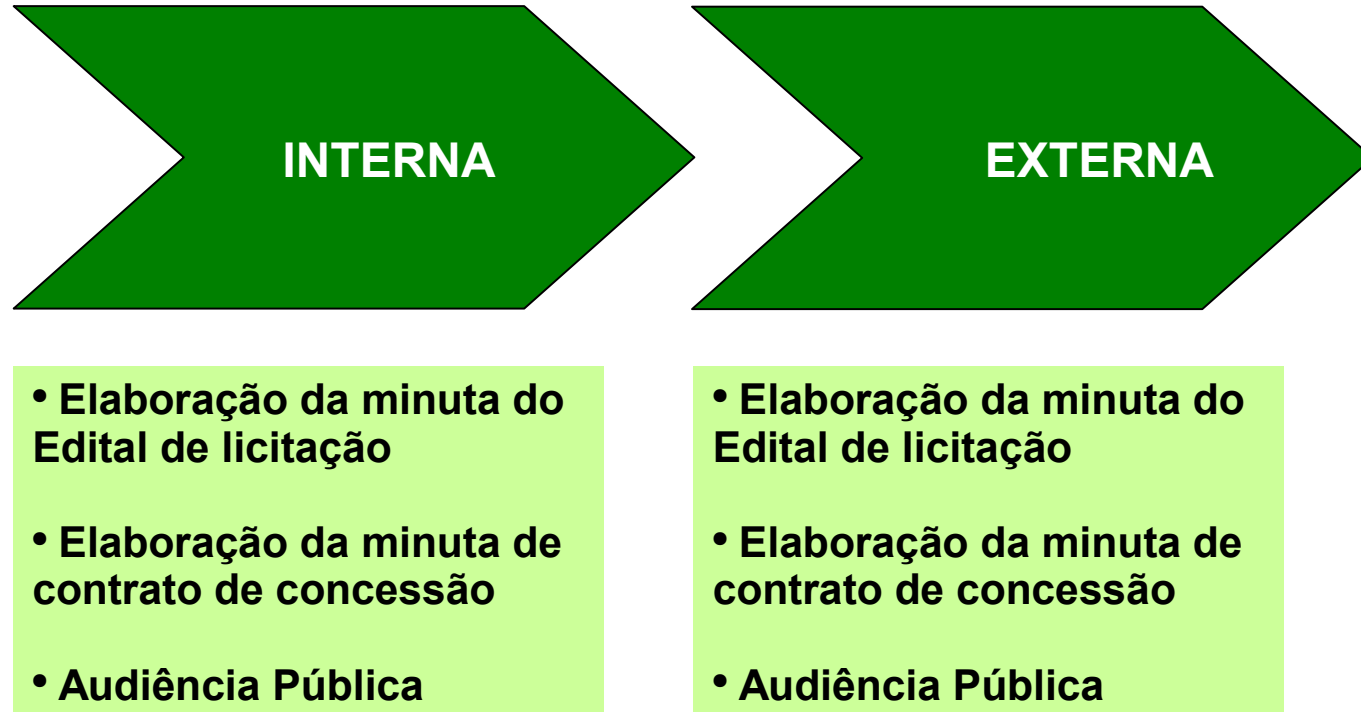 INTERNA
EXTERNA
• Elaboração da minuta do
Edital de licitação
• Elaboração da minuta de
contrato de concessão
• Audiência Pública
• Elaboração da minuta do
Edital de licitação
• Elaboração da minuta de
contrato de concessão
• Audiência Pública